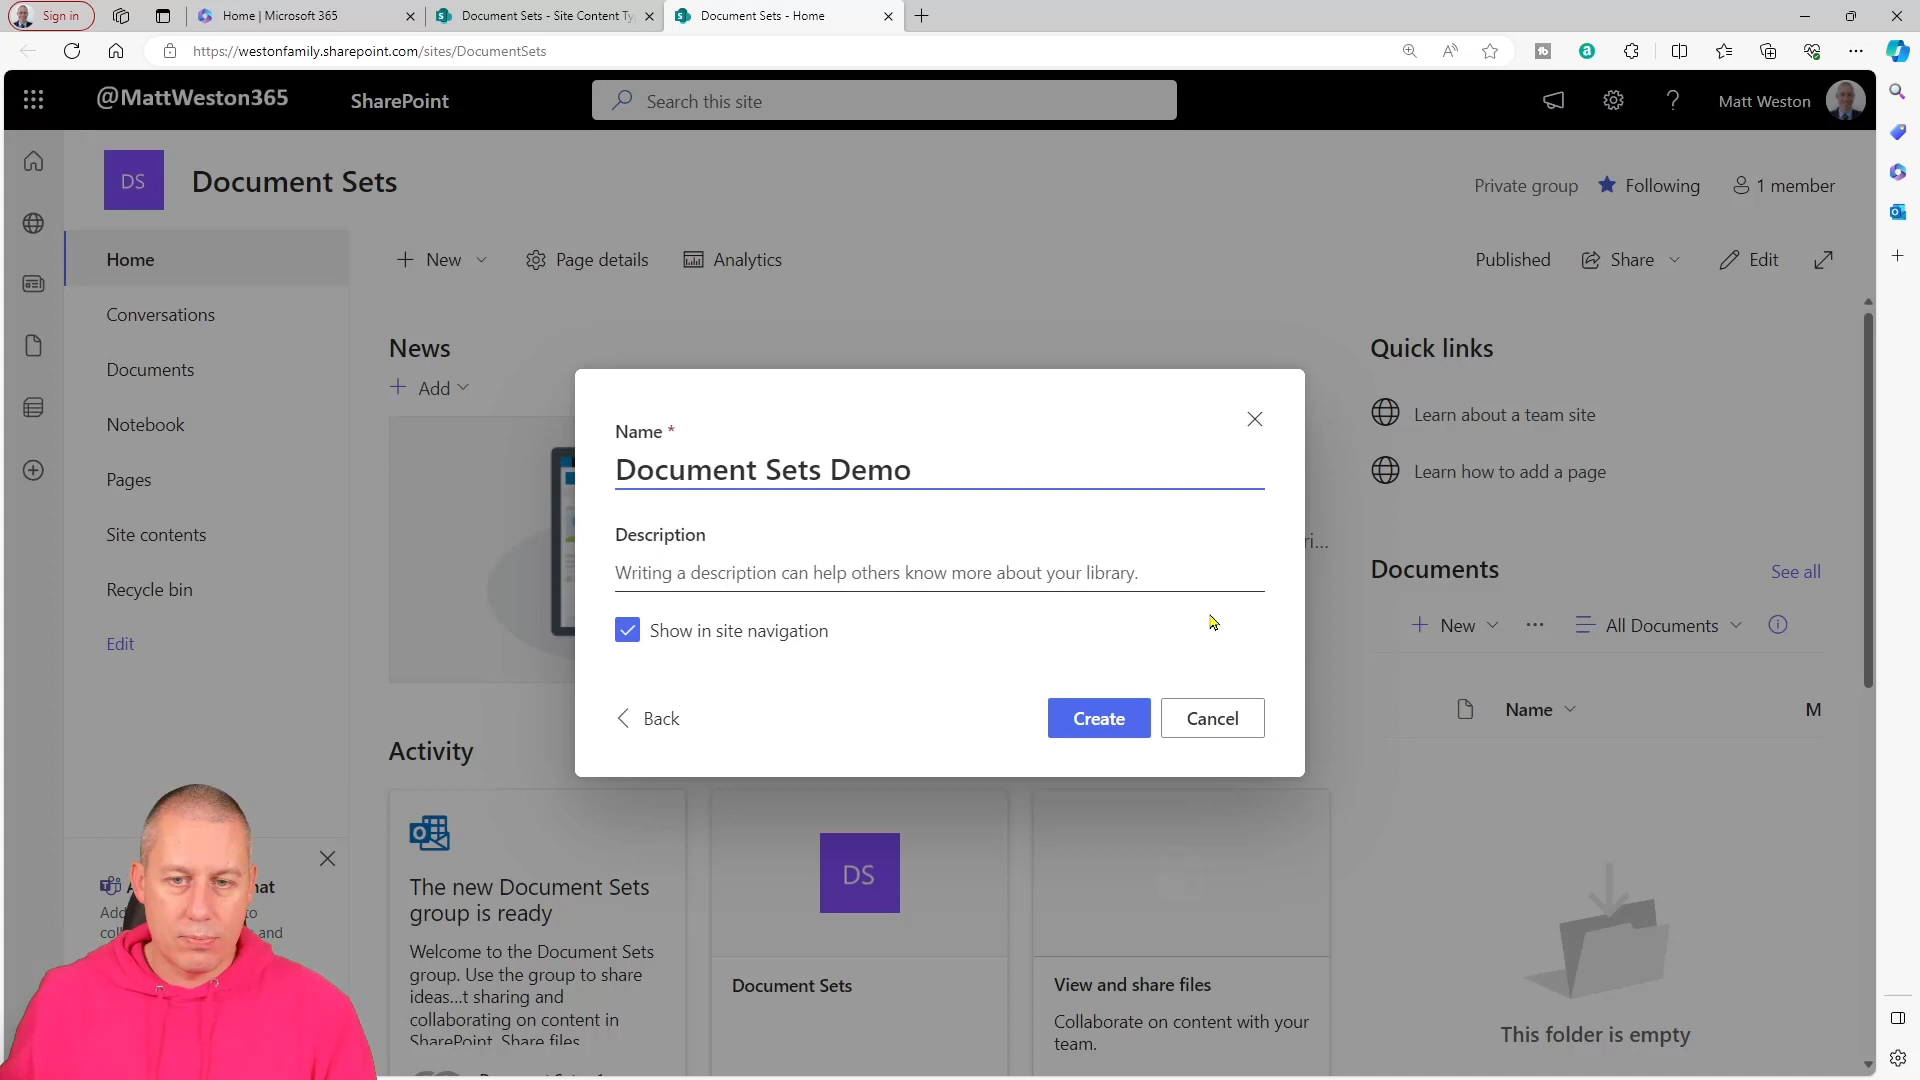 Sign in
Home | Microsoft 365
Document Sets - Site Content Ty
Document Sets - Home
https://westonfamily.sharepoint.com/sites/DocumentSets
@MattWeston365
SharePoint
Search this site
Matt Weston
DS
Document Sets
Private group
Following
1 member
Home
Conversations
Documents
Notebook
Pages
Site contents
Recycle bin
Edit
New
Page details
Analytics
Published
Share
Edit
News
Add
Quick links
Learn about a team site
Learn how to add a page
Documents
See all
New
All Documents
Name
M
This folder is empty
Name *
Document Sets Demo
Description
Writing a description can help others know more about your library.
Show in site navigation
Back
Create
Cancel
ri...
Activity
The new Document Sets
group is ready
Welcome to the Document Sets
group. Use the group to share
ideas...t sharing and
collaborating on content in
SharePoint. Share files
DS
Document Sets
View and share files
Collaborate on content with your
team.
hat
Add
to
and